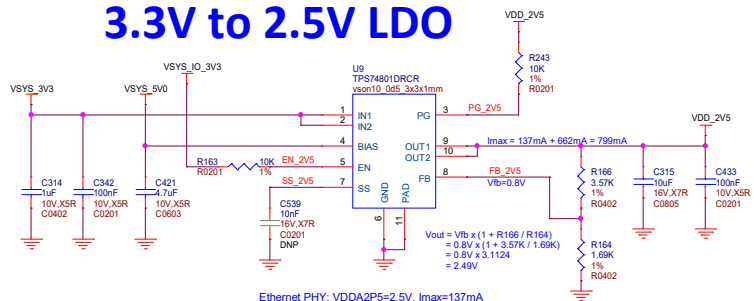 3.3V to 2.5V LDO
VDD_2V5
VSYS_IO_3V3
U9
TPS74801DRCR
vson10_0d5_3x3x1mm
R243
10K
1%
R0201
VSYS_3V3
VSYS_5V0
1
2
4
5
7
IN1
IN2
BIAS
EN
SS
GND
PAD
6
11
PG
OUT1
OUT2
FB
3
9
10
8
PG_2V5
VDD_2V5
Imax = 137mA + 662mA = 799mA
FB_2V5
Vfb=0.8V
R163
R0201
10K
1%
EN_2V5
SS_2V5
C314
1uF
10V,X5R
C0402
C342
100nF
10V,X5R
C0201
C421
4.7uF
10V,X5R
C0603
C539
10nF
16V,X7R
C0201
DNP
R166
3.57K
1%
R0402
C315
10uF
16V,X7R
C0805
C433
100nF
10V,X5R
C0201
Vout = Vfb x (1 + R166 / R164)
= 0.8V x (1 + 3.57K / 1.69K)
= 0.8V x 3.1124
= 2.49V
R164
1.69K
1%
R0402
Ethernet PHY: VDDA2P5=2.5V, Imax=137mA